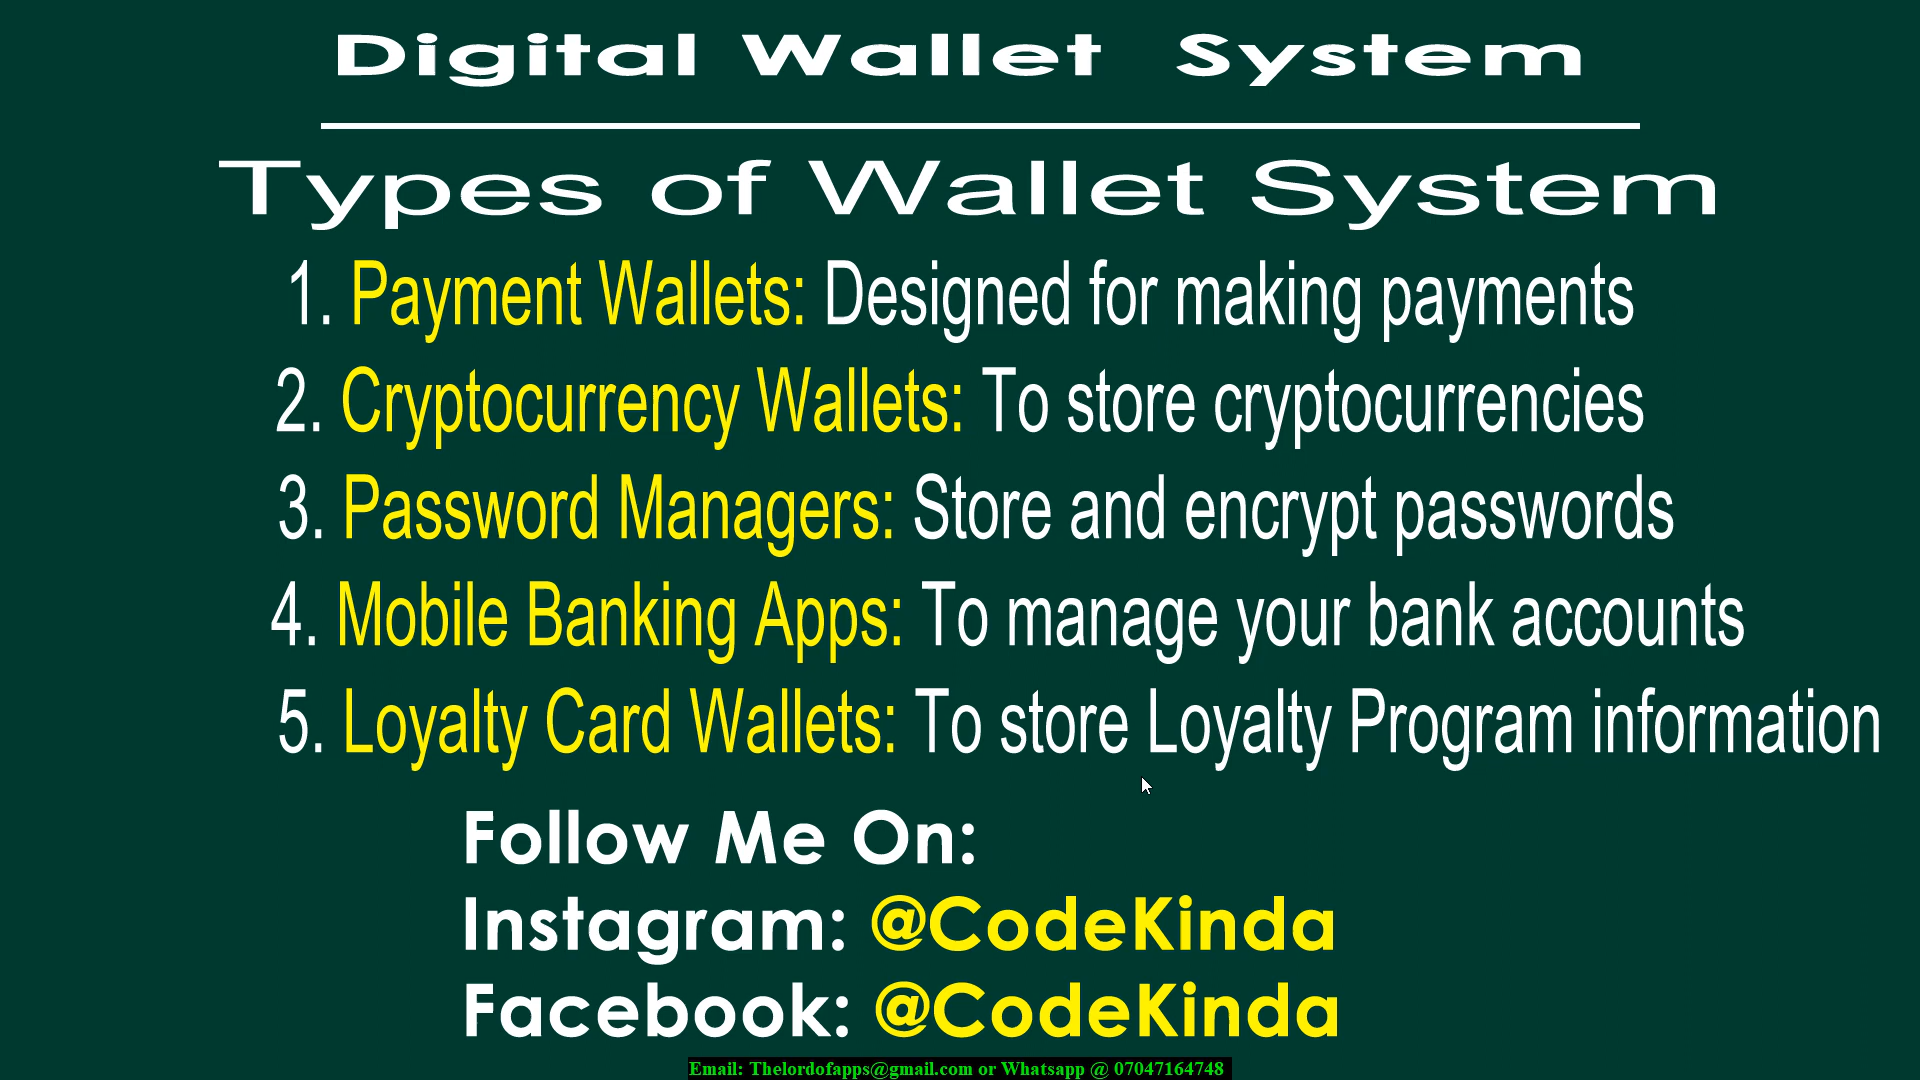 Digital Wallet System
Types of Wallet System
1. Payment Wallets: Designed for making payments
2. Cryptocurrency Wallets: To store cryptocurrencies
3. Password Managers: Store and encrypt passwords
4. Mobile Banking Apps: To manage your bank accounts
5. Loyalty Card Wallets: To store Loyalty Program information
Follow Me On:
Instagram: @CodeKinda
Facebook: @CodeKinda
Email: Thelordofapps@gmail.com or Whatsapp @ 07047164748